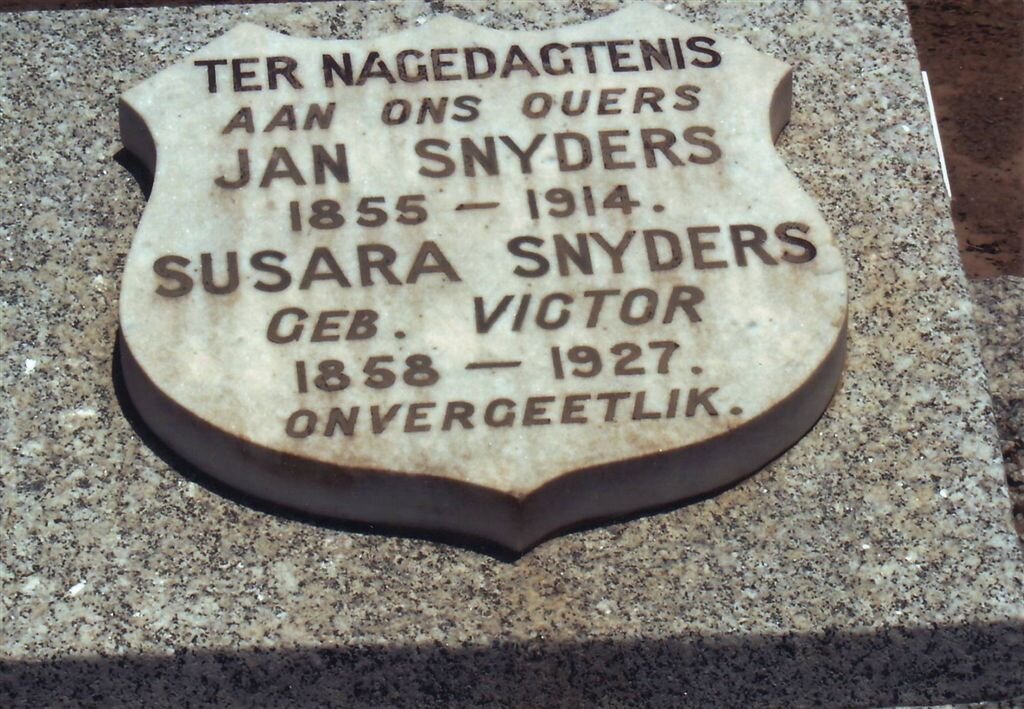 TER NAGEDAGTENIS
AAN ONS OUERS
JAN SNYDERS
1855 — 1914.
SUSARA SNYDERS
GEB. VICTOR
1858 — 1927.
ONVERGEETLIK.